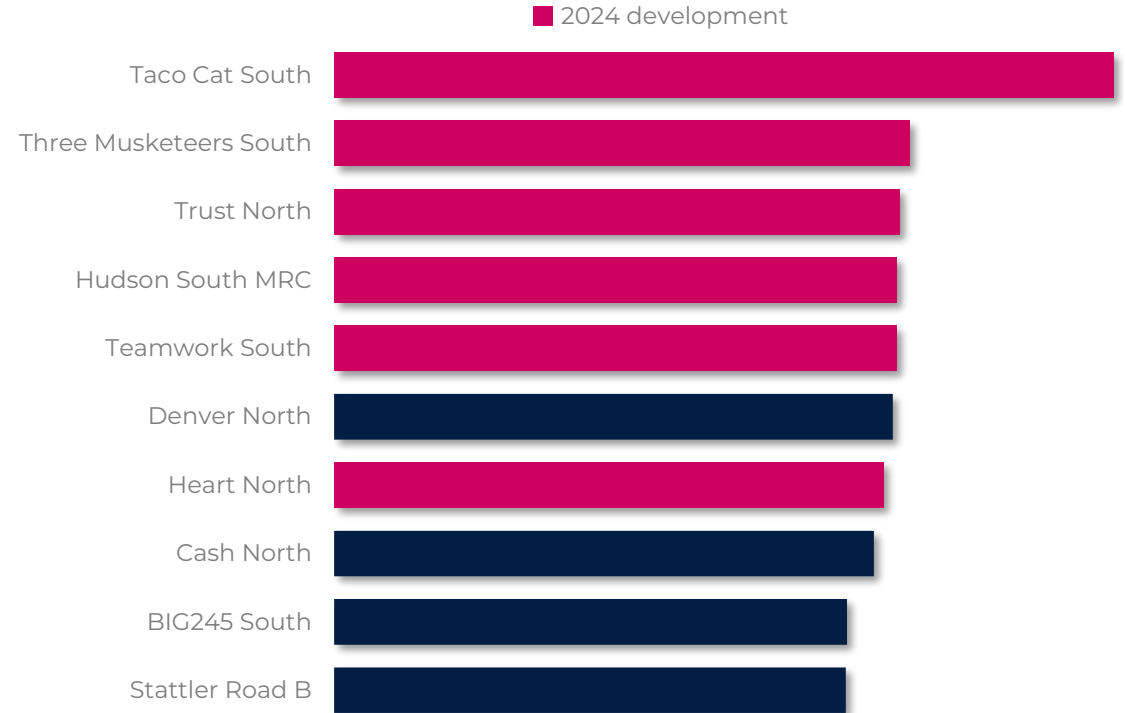 2024 development
Taco Cat South
Three Musketeers South
Trust North
Hudson South MRC
Teamwork South
Denver North
Heart North
Cash North
BIG245 South
Stattler Road B